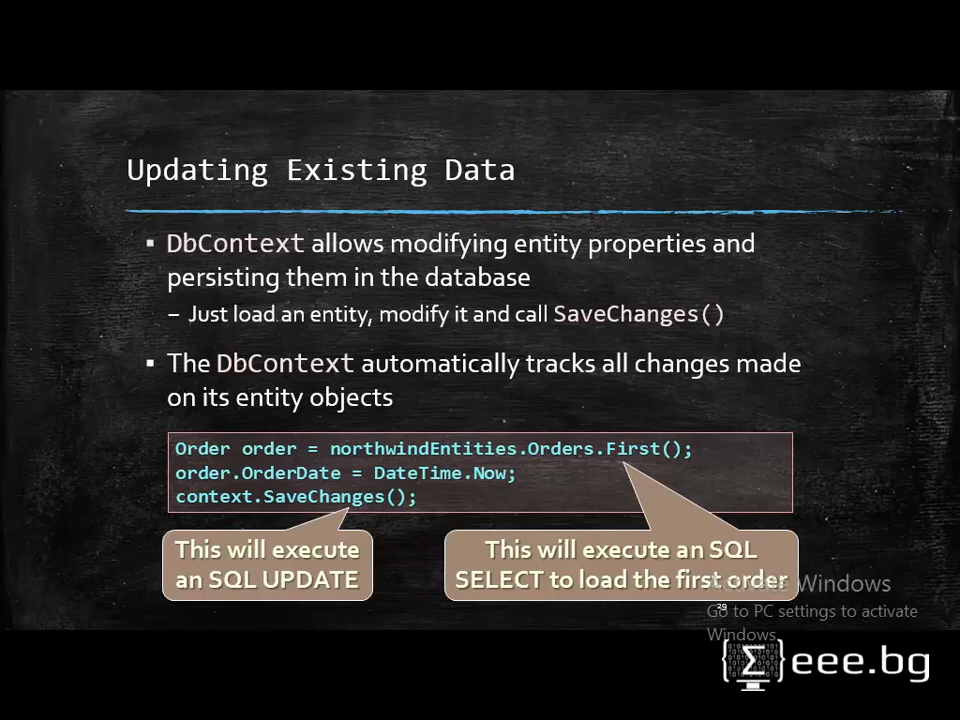 Updating Existing Data
▪ DbContext allows modifying entity properties and
persisting them in the database
– Just load an entity, modify it and call SaveChanges()
▪ The DbContext automatically tracks all changes made
on its entity objects
Order order = northwindEntities.Orders.First();
order.OrderDate = DateTime.Now;
context.SaveChanges();
This will execute
an SQL UPDATE
This will execute an SQL
SELECT to load the first order
Activate Windows
29
Go to PC settings to activate
Windows.
{Σ}eee.bg